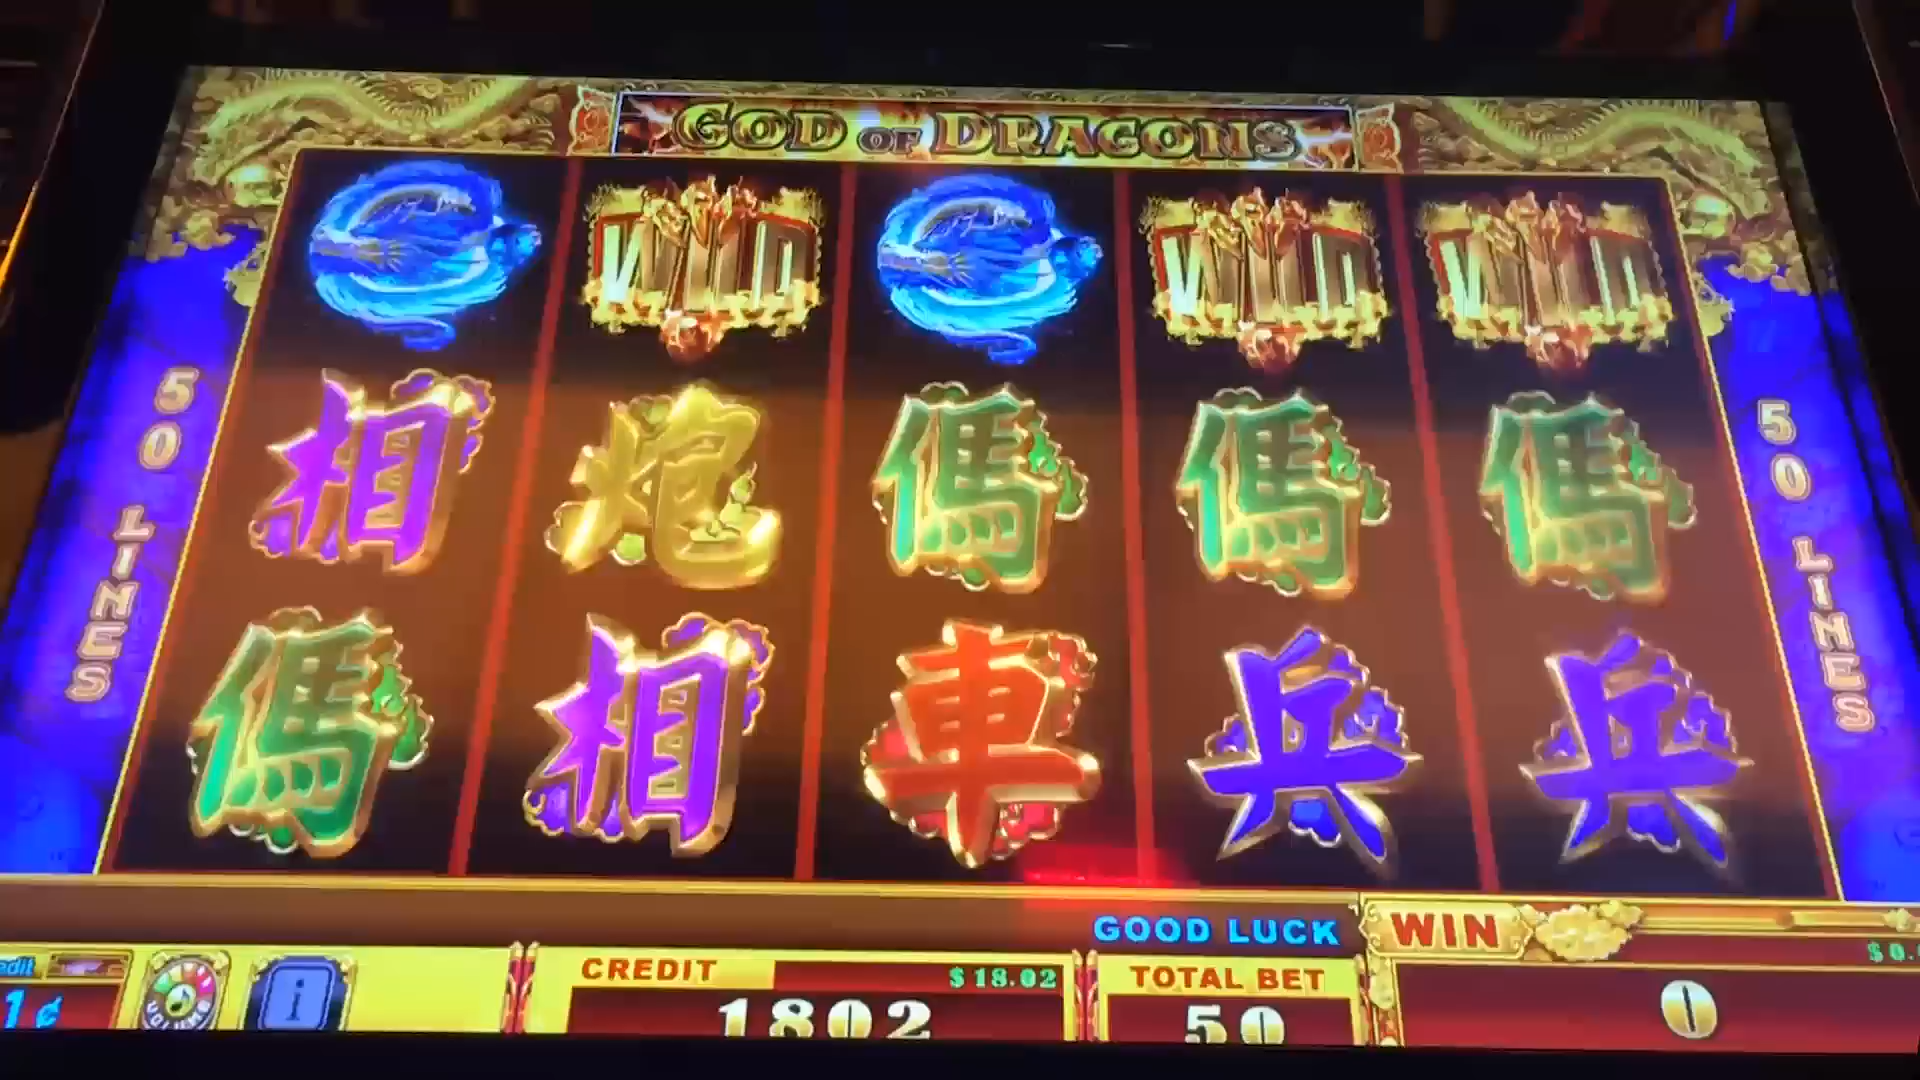 GOD OF DRAGONS
WILD WILD WILD
相 炮 傌 傌 傌
傌 相 車 兵 兵
50 LINES
50 LINES
GOOD LUCK
WIN
CREDIT
$18.02
1802
TOTAL BET
50
0
1¢
VOLUME
i